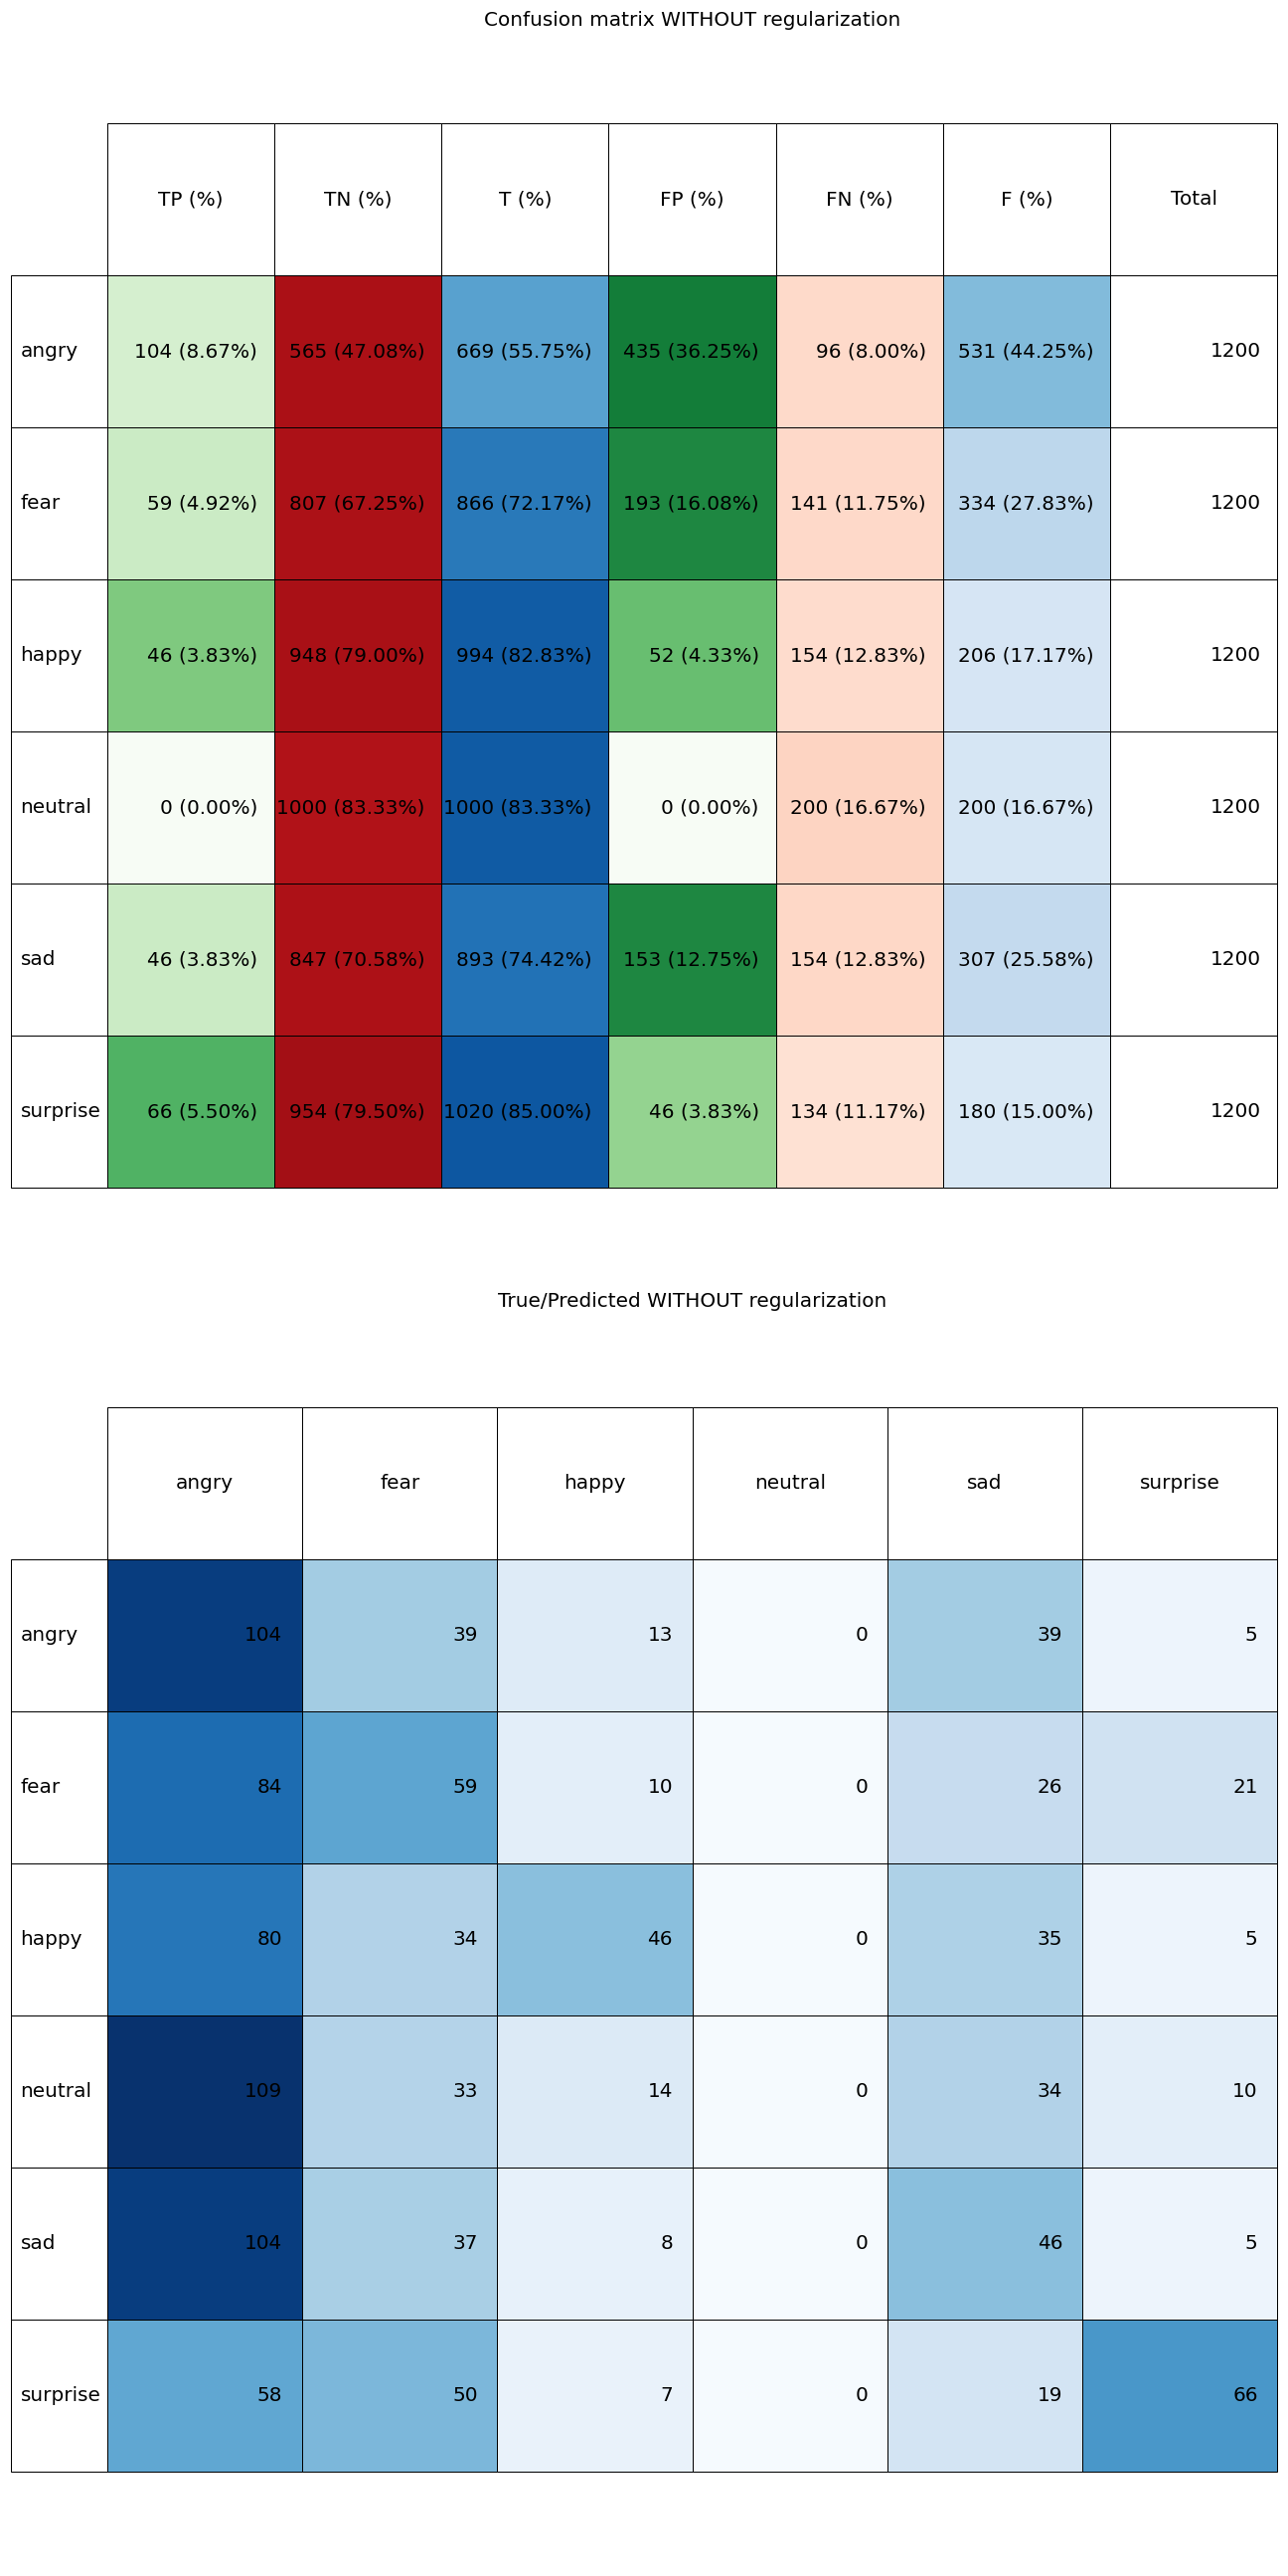 Confusion matrix WITHOUT regularization
TP (%) TN (%) T (%) FP (%) FN (%) F (%) Total
angry 104 (8.67%) 565 (47.08%) 669 (55.75%) 435 (36.25%) 96 (8.00%) 531 (44.25%) 1200
fear 59 (4.92%) 807 (67.25%) 866 (72.17%) 193 (16.08%) 141 (11.75%) 334 (27.83%) 1200
happy 46 (3.83%) 948 (79.00%) 994 (82.83%) 52 (4.33%) 154 (12.83%) 206 (17.17%) 1200
neutral 0 (0.00%) 1000 (83.33%) 1000 (83.33%) 0 (0.00%) 200 (16.67%) 200 (16.67%) 1200
sad 46 (3.83%) 847 (70.58%) 893 (74.42%) 153 (12.75%) 154 (12.83%) 307 (25.58%) 1200
surprise 66 (5.50%) 954 (79.50%) 1020 (85.00%) 46 (3.83%) 134 (11.17%) 180 (15.00%) 1200
True/Predicted WITHOUT regularization
angry fear happy neutral sad surprise
angry 104 39 13 0 39 5
fear 84 59 10 0 26 21
happy 80 34 46 0 35 5
neutral 109 33 14 0 34 10
sad 104 37 8 0 46 5
surprise 58 50 7 0 19 66